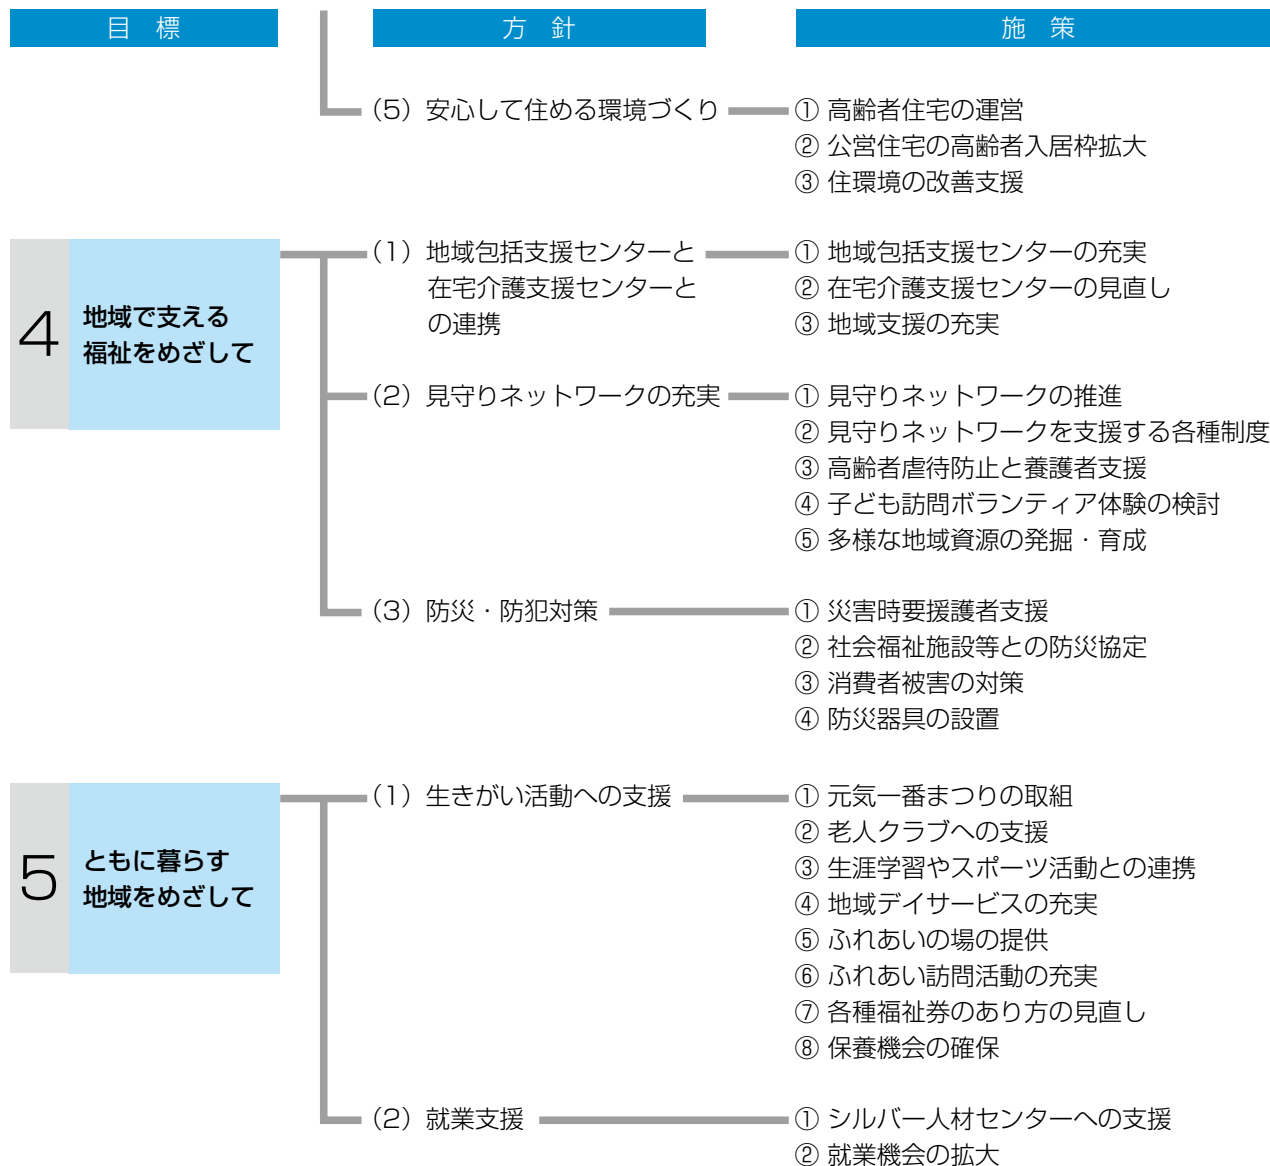 目　標
方　針
施　策
（5）安心して住める環境づくり
① 高齢者住宅の運営
② 公営住宅の高齢者入居枠拡大
③ 住環境の改善支援
4
地域で支える
福祉をめざして
（1）地域包括支援センターと
在宅介護支援センターと
の連携
① 地域包括支援センターの充実
② 在宅介護支援センターの見直し
③ 地域支援の充実
（2）見守りネットワークの充実
① 見守りネットワークの推進
② 見守りネットワークを支援する各種制度
③ 高齢者虐待防止と養護者支援
④ 子ども訪問ボランティア体験の検討
⑤ 多様な地域資源の発掘・育成
（3）防災・防犯対策
① 災害時要援護者支援
② 社会福祉施設等との防災協定
③ 消費者被害の対策
④ 防災器具の設置
5
ともに暮らす
地域をめざして
（1）生きがい活動への支援
① 元気一番まつりの取組
② 老人クラブへの支援
③ 生涯学習やスポーツ活動との連携
④ 地域デイサービスの充実
⑤ ふれあいの場の提供
⑥ ふれあい訪問活動の充実
⑦ 各種福祉券のあり方の見直し
⑧ 保養機会の確保
（2）就業支援
① シルバー人材センターへの支援
② 就業機会の拡大